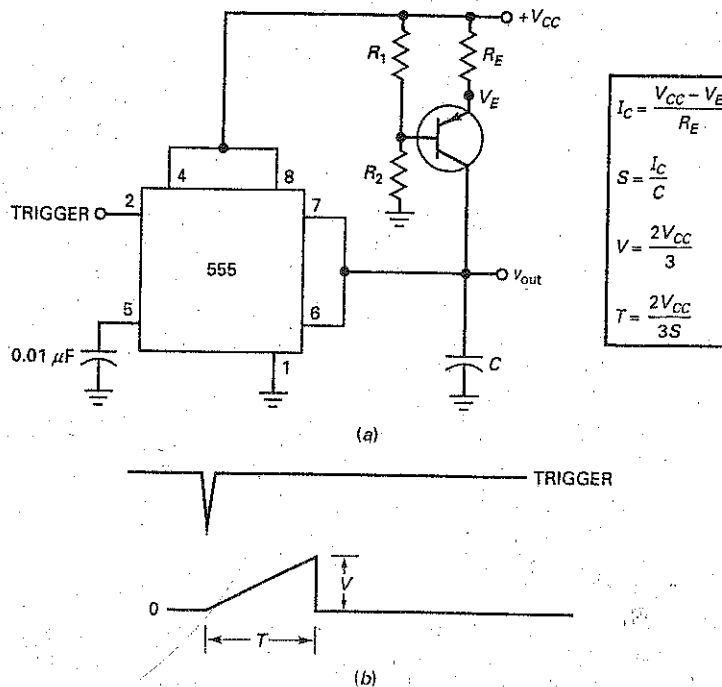 +V_CC
R_1
R_E
V_E
R_2
4
8
TRIGGER
2
7
555
v_out
5
6
0.01 μF
1
C
I_C = (V_CC − V_E) / R_E
S = I_C / C
V = 2V_CC / 3
T = 2V_CC / 3S
(a)
TRIGGER
0
V
T
(b)